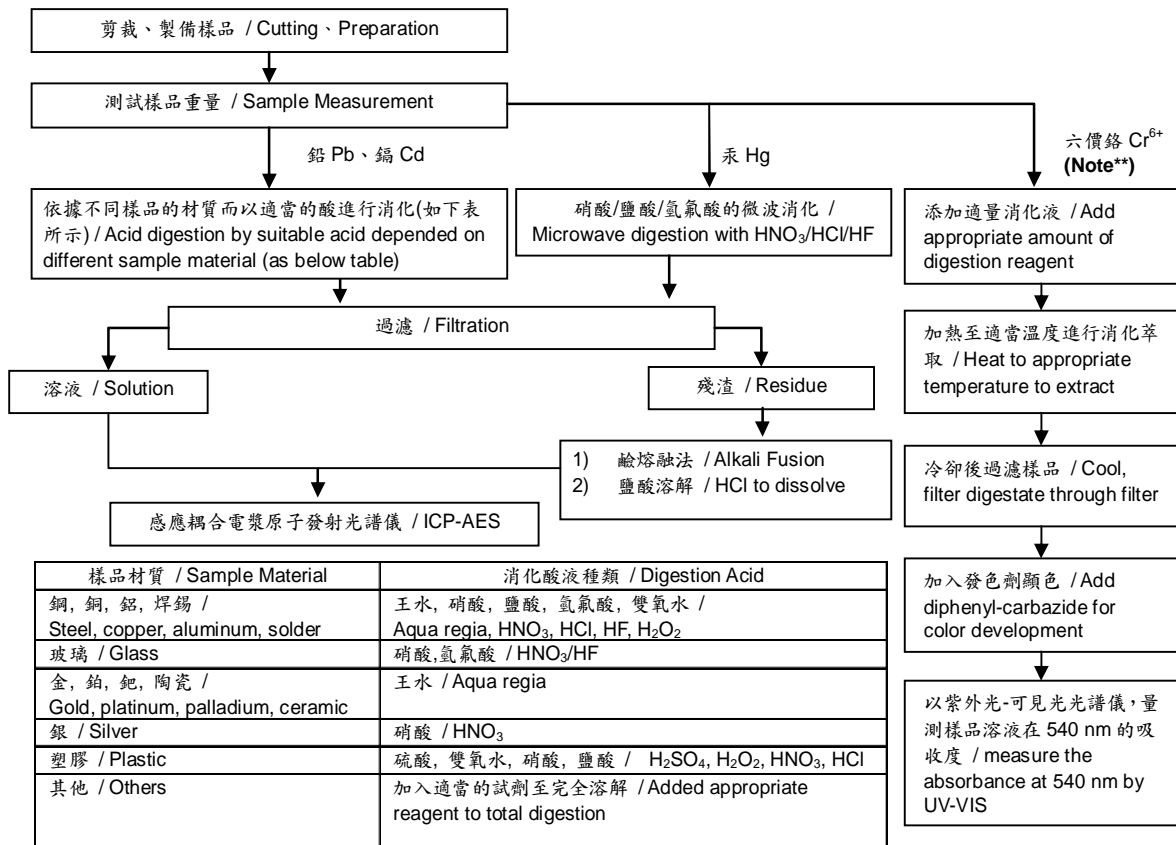 剪裁、製備樣品 / Cutting、Preparation
測試樣品重量 / Sample Measurement
鉛 Pb、鎘 Cd
汞 Hg
六價鉻 Cr6+
(Note**)
依據不同樣品的材質而以適當的酸進行消化(如下表
所示) / Acid digestion by suitable acid depended on
different sample material (as below table)
硝酸/鹽酸/氫氟酸的微波消化 /
Microwave digestion with HNO3/HCl/HF
添加適量消化液 / Add
appropriate amount of
digestion reagent
過濾 / Filtration
加熱至適當溫度進行消化萃
取 / Heat to appropriate
temperature to extract
溶液 / Solution
殘渣 / Residue
1) 鹼熔融法 / Alkali Fusion
2) 鹽酸溶解 / HCl to dissolve
冷卻後過濾樣品 / Cool,
filter digestate through filter
感應耦合電漿原子發射光譜儀 / ICP-AES
加入發色劑顯色 / Add
diphenyl-carbazide for
color development
以紫外光-可見光光譜儀，量
測樣品溶液在 540 nm 的吸
收度 / measure the
absorbance at 540 nm by
UV-VIS
樣品材質 / Sample Material 消化酸液種類 / Digestion Acid
鋼, 銅, 鋁, 焊錫 / 王水, 硝酸, 鹽酸, 氫氟酸, 雙氧水 /
Steel, copper, aluminum, solder Aqua regia, HNO3, HCl, HF, H2O2
玻璃 / Glass 硝酸,氫氟酸 / HNO3/HF
金, 鉑, 鈀, 陶瓷 / 王水 / Aqua regia
Gold, platinum, palladium, ceramic
銀 / Silver 硝酸 / HNO3
塑膠 / Plastic 硫酸, 雙氧水, 硝酸, 鹽酸 / H2SO4, H2O2, HNO3, HCl
其他 / Others 加入適當的試劑至完全溶解 / Added appropriate
reagent to total digestion